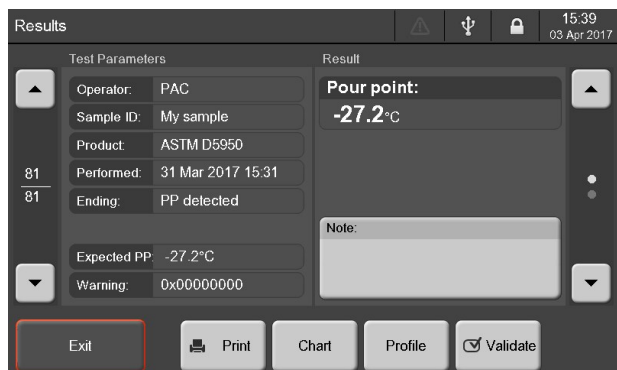 Results
15:39
03 Apr 2017
Test Parameters
Operator: PAC
Sample ID: My sample
Product: ASTM D5950
Performed: 31 Mar 2017 15:31
Ending: PP detected
Expected PP: -27.2°C
Warning: 0x00000000
81
81
Result
Pour point:
-27.2°C
Note:
Exit
Print
Chart
Profile
Validate